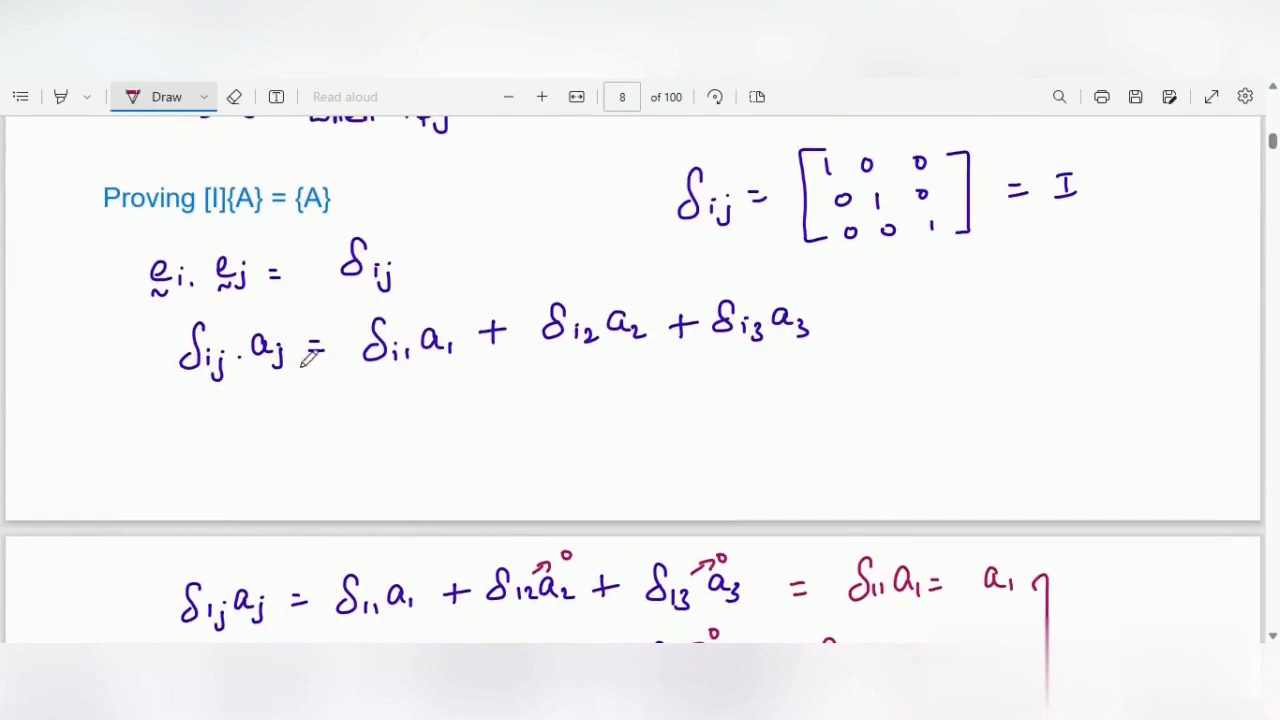 Draw
Read aloud
8 of 100
Proving [I]{A} = {A}
δij = [1 0 0
0 1 0
0 0 1] = I
ei. ej = δij
δij . aj = δi1 a1 + δi2 a2 + δi3 a3
δ1j aj = δ11 a1 + δ12 a2 →0 + δ13 a3 →0 = δ11 a1 = a1